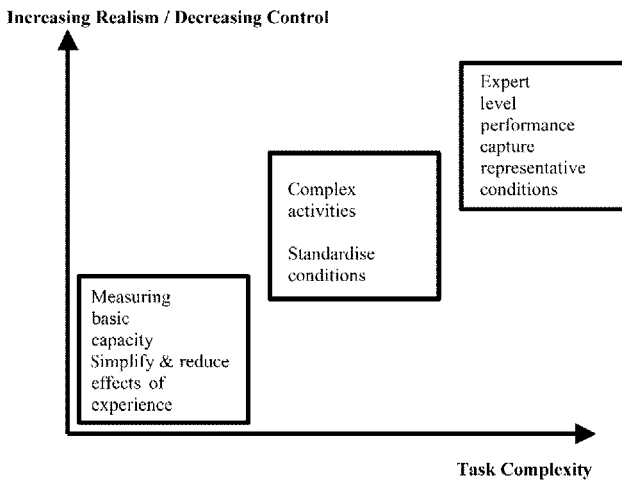 Increasing Realism / Decreasing Control
Expert
level
performance
capture
representative
conditions
Complex
activities
Standardise
conditions
Measuring
basic
capacity
Simplify & reduce
effects of
experience
Task Complexity